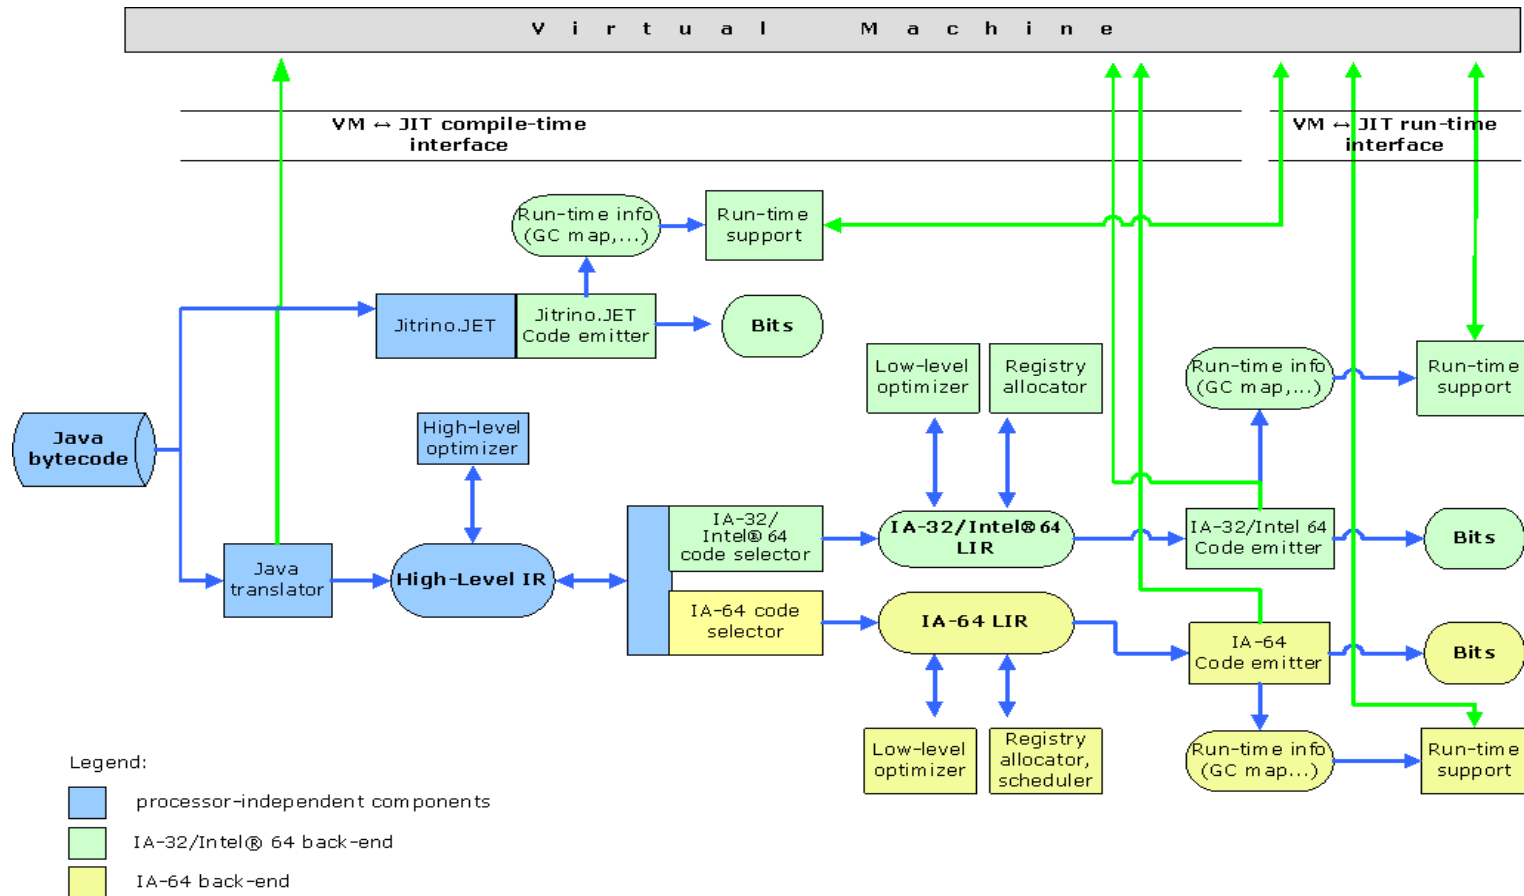 Virtual Machine
VM ↔ JIT compile-time
interface
VM ↔ JIT run-time
interface
Run-time info
(GC map,...)
Run-time
support
Jitrino.JET
Jitrino.JET
Code emitter
Bits
Low-level
optimizer
Registry
allocator
Run-time info
(GC map,...)
Run-time
support
Java
bytecode
High-level
optimizer
IA-32/
Intel® 64
code selector
IA-32/Intel® 64
LIR
IA-32/Intel 64
Code emitter
Bits
Java
translator
High-Level IR
IA-64 code
selector
IA-64 LIR
IA-64
Code emitter
Bits
Low-level
optimizer
Registry
allocator,
scheduler
Run-time info
(GC map...)
Run-time
support
Legend:
processor-independent components
IA-32/Intel® 64 back-end
IA-64 back-end